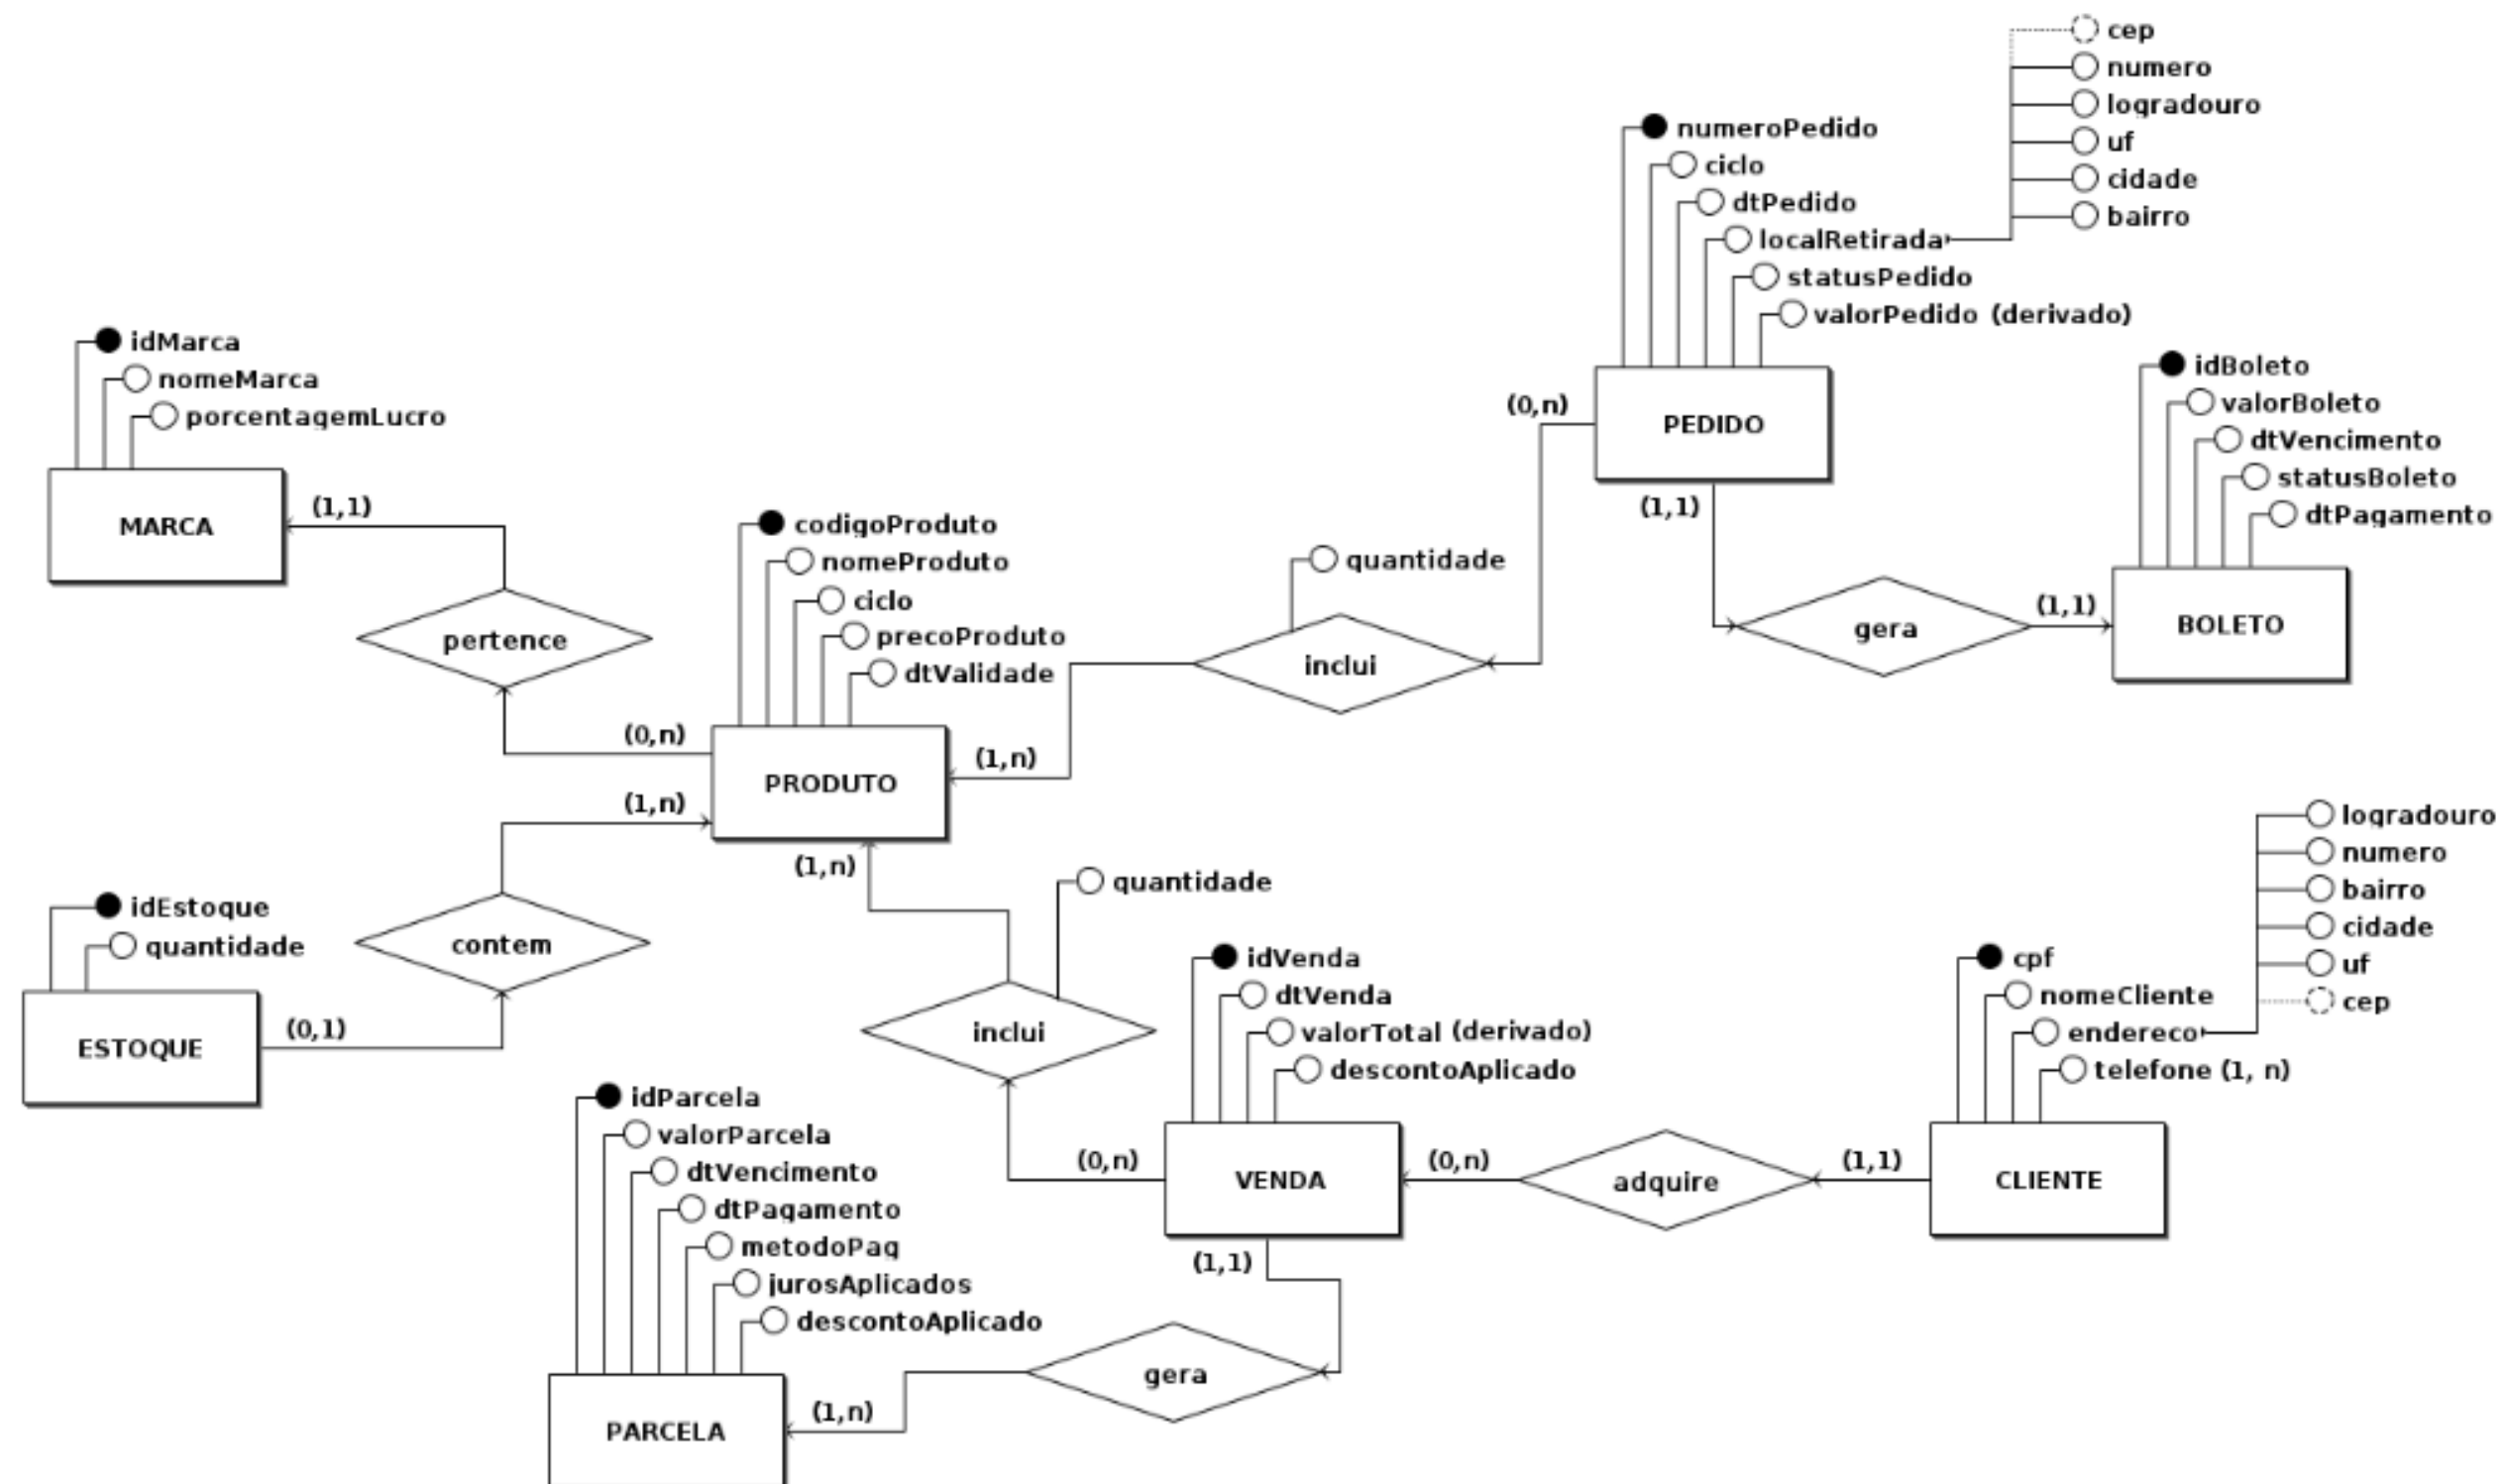 cep
numero
logradouro
uf
cidade
bairro
numeroPedido
ciclo
dtPedido
localRetirada
statusPedido
valorPedido (derivado)
PEDIDO
(0,n)
(1,1)
idBoleto
valorBoleto
dtVencimento
statusBoleto
dtPagamento
BOLETO
(1,1)
gera
idMarca
nomeMarca
porcentagemLucro
MARCA
(1,1)
pertence
(0,n)
codigoProduto
nomeProduto
ciclo
precoProduto
dtValidade
PRODUTO
(1,n)
quantidade
inclui
(1,n)
(1,n)
idEstoque
quantidade
ESTOQUE
(0,1)
contem
quantidade
inclui
(0,n)
idVenda
dtVenda
valorTotal (derivado)
descontoAplicado
VENDA
(0,n)
adquire
(1,1)
logradouro
numero
bairro
cidade
uf
cep
cpf
nomeCliente
endereco
telefone (1, n)
CLIENTE
(1,1)
gera
(1,n)
idParcela
valorParcela
dtVencimento
dtPagamento
metodoPag
jurosAplicados
descontoAplicado
PARCELA